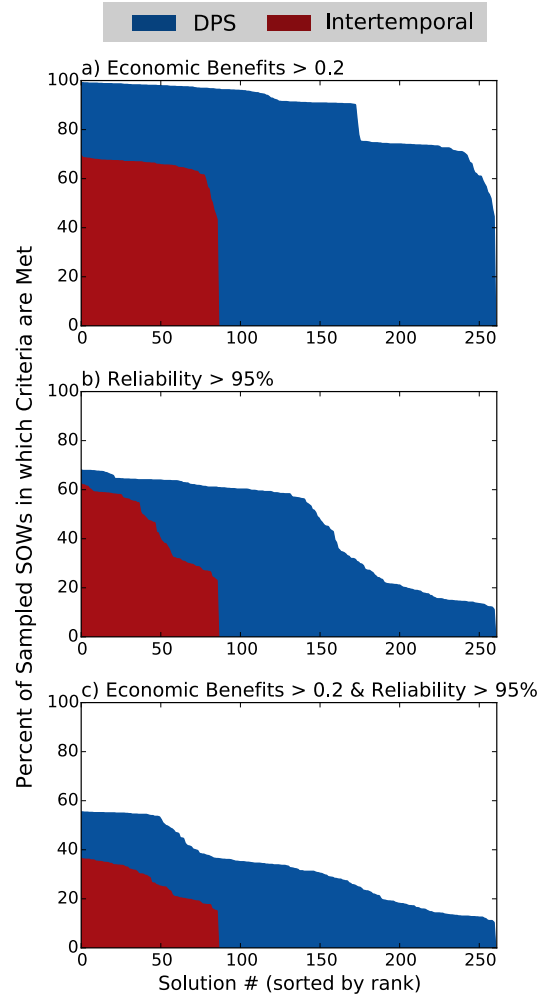 DPS Intertemporal
a) Economic Benefits > 0.2
100
80
60
40
20
0
0 50 100 150 200 250
b) Reliability > 95%
100
80
60
40
20
0
0 50 100 150 200 250
c) Economic Benefits > 0.2 & Reliability > 95%
100
80
60
40
20
0
0 50 100 150 200 250
Solution # (sorted by rank)
Percent of Sampled SOWs in which Criteria are Met